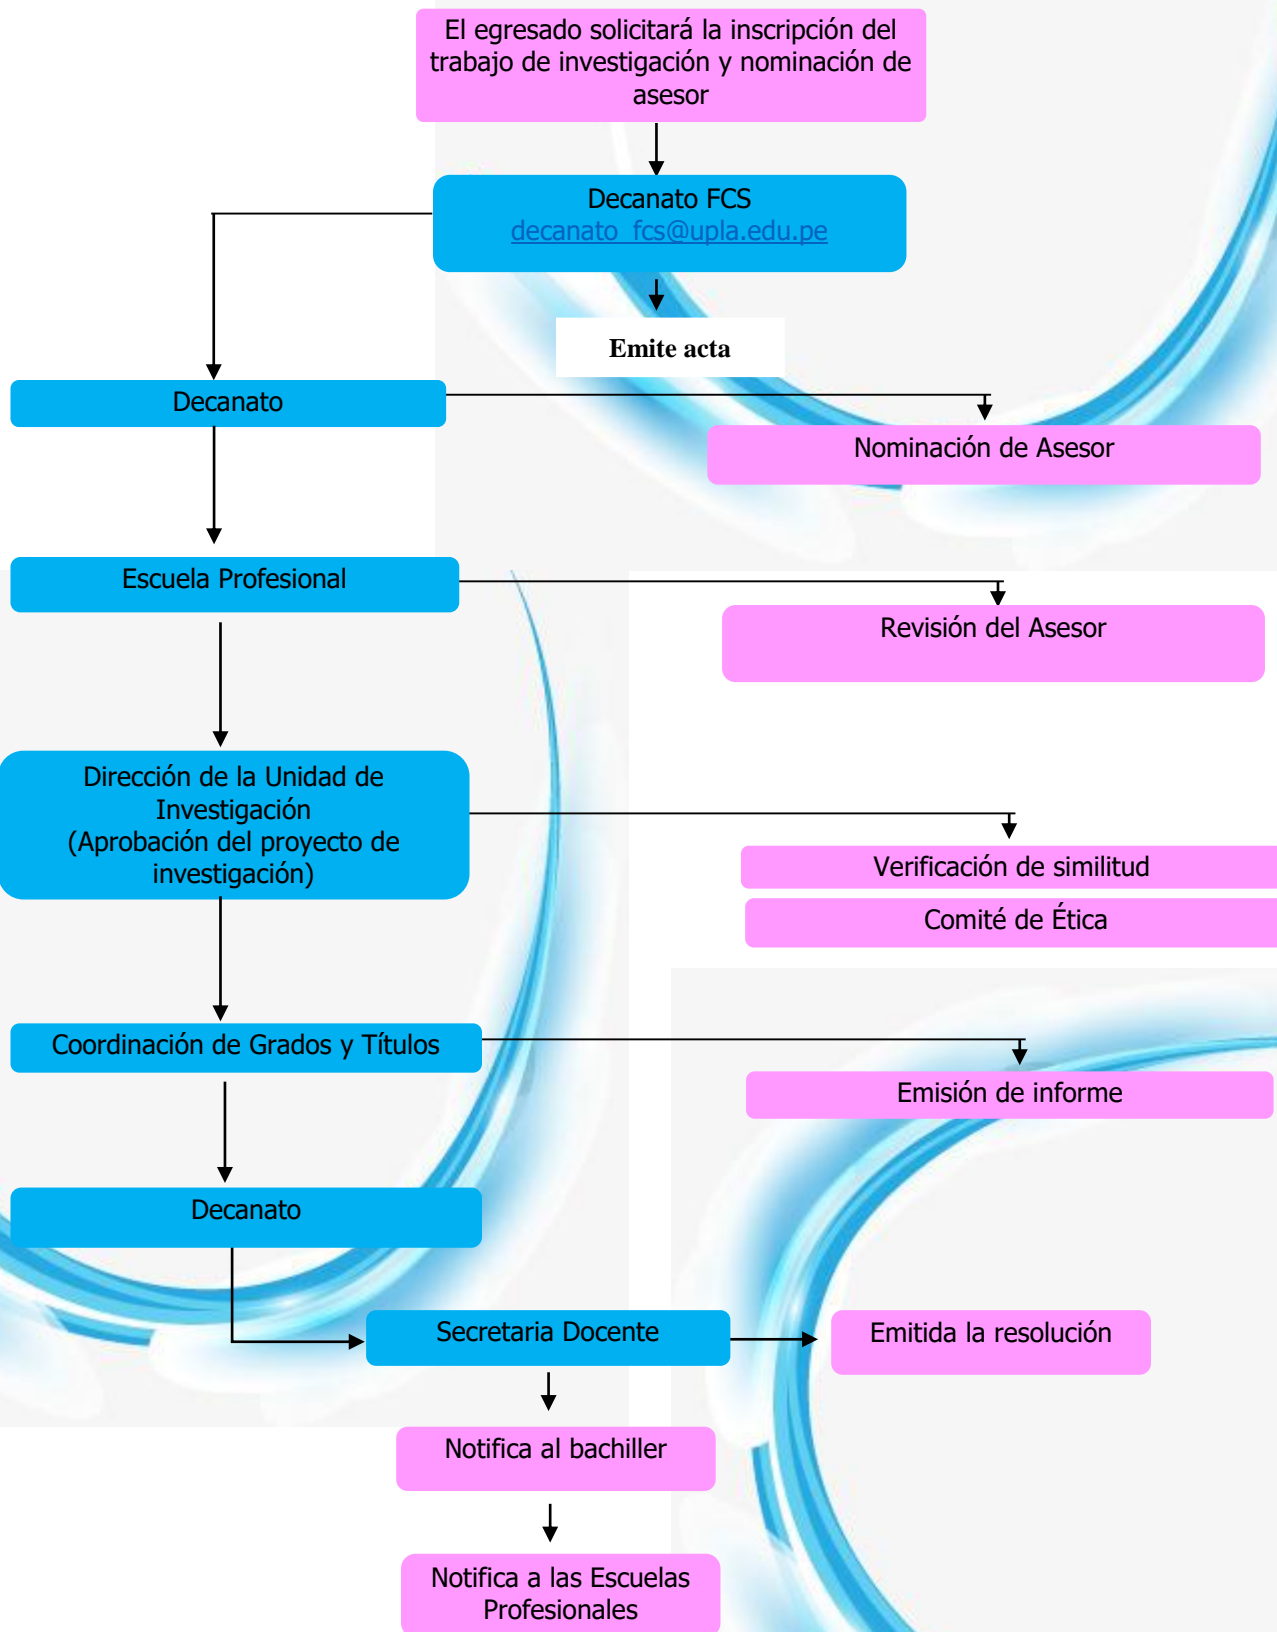 El egresado solicitará la inscripción del
trabajo de investigación y nominación de
asesor
Decanato FCS
decanato_fcs@upla.edu.pe
Emite acta
Decanato
Nominación de Asesor
Escuela Profesional
Revisión del Asesor
Dirección de la Unidad de
Investigación
(Aprobación del proyecto de
investigación)
Verificación de similitud
Comité de Ética
Coordinación de Grados y Títulos
Emisión de informe
Decanato
Secretaria Docente
Emitida la resolución
Notifica al bachiller
Notifica a las Escuelas
Profesionales